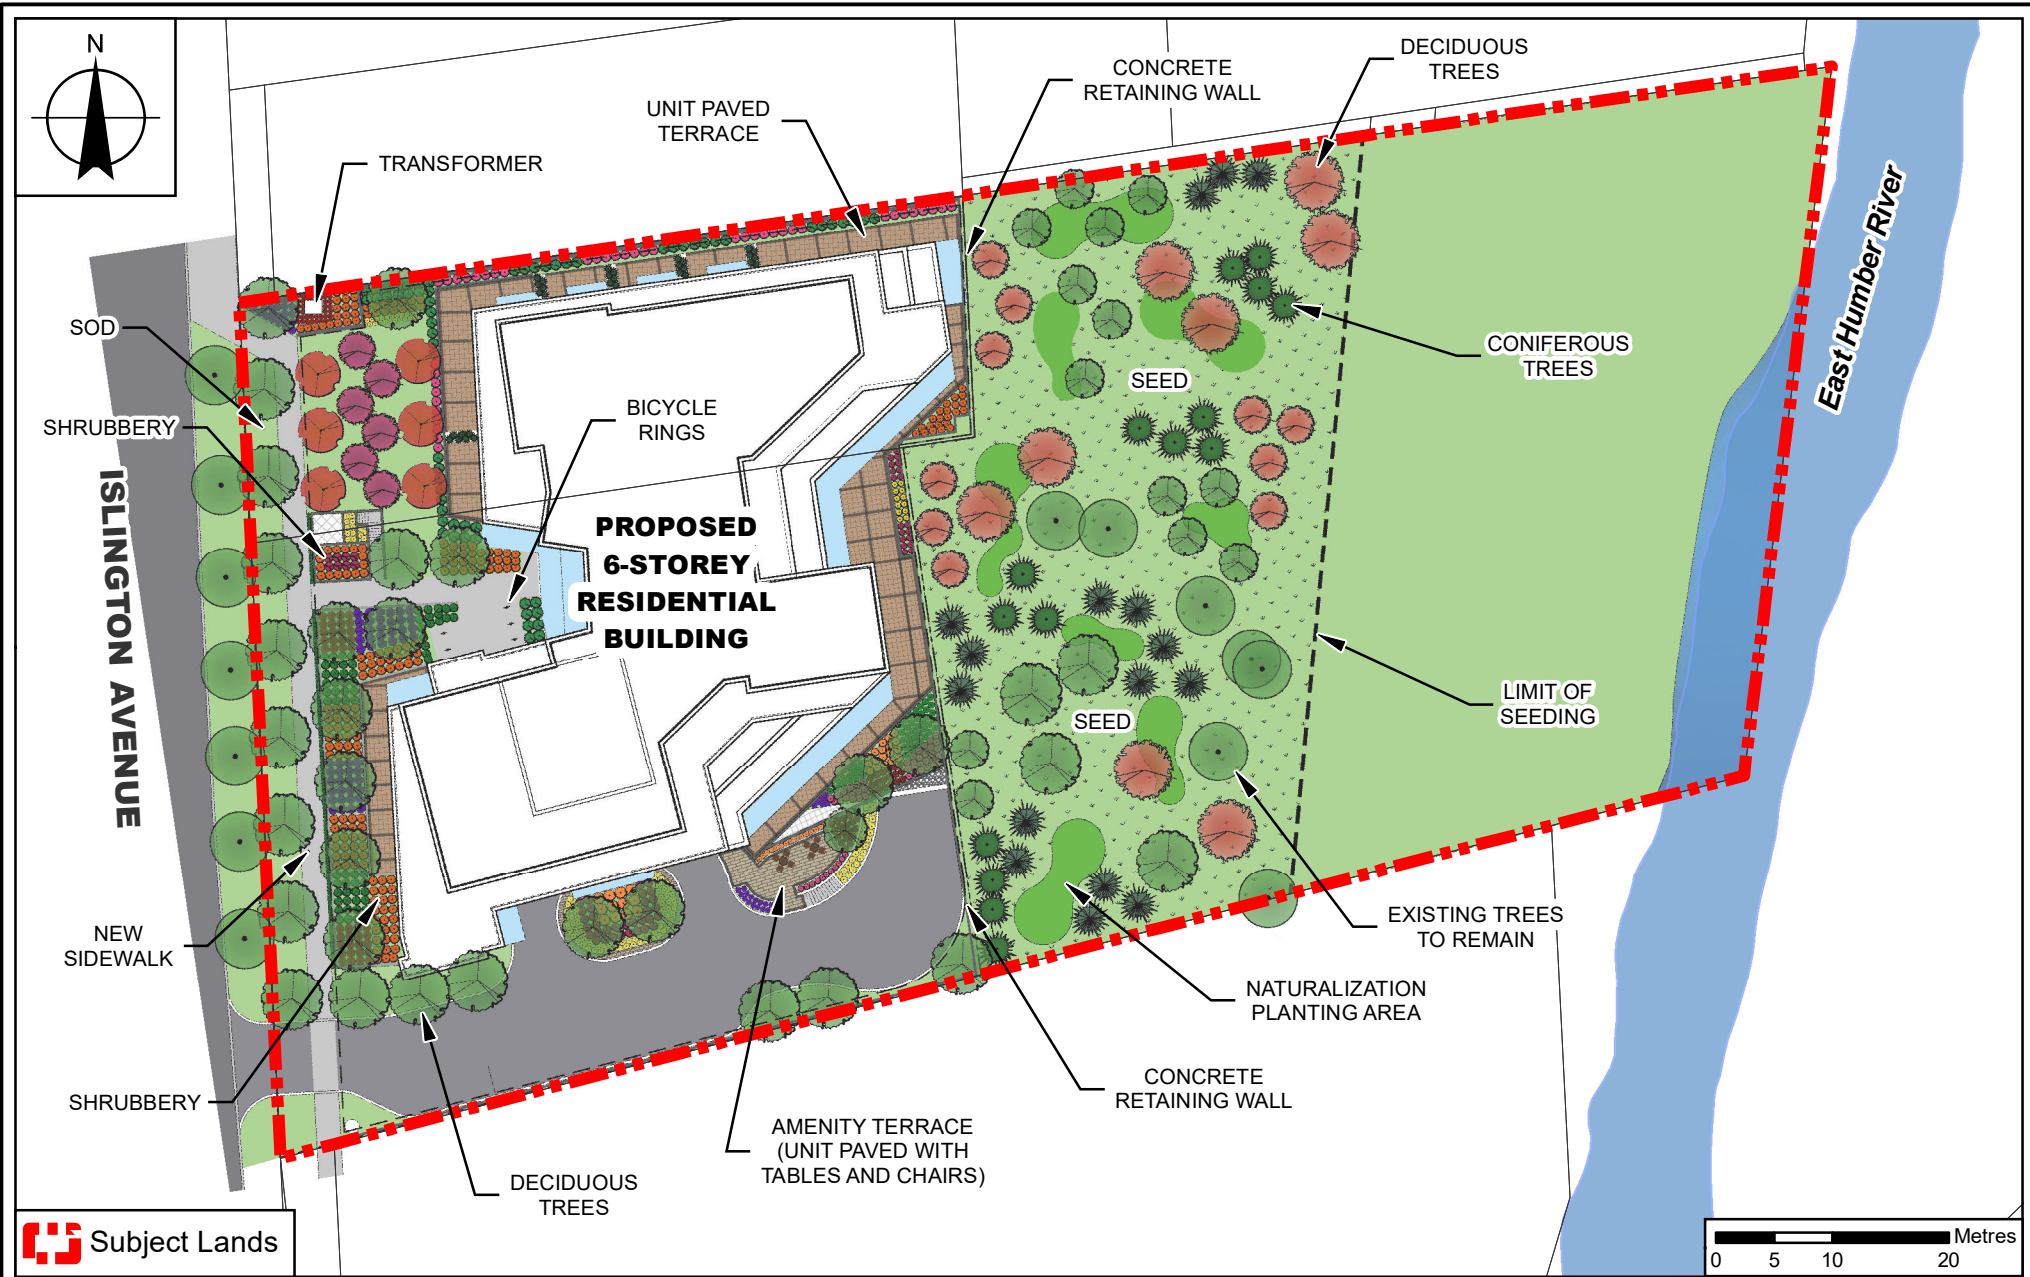 N
TRANSFORMER
UNIT PAVED
TERRACE
CONCRETE
RETAINING WALL
DECIDUOUS
TREES
SOD
SHRUBBERY
BICYCLE
RINGS
SEED
CONIFEROUS
TREES
East Humber River
ISLINGTON AVENUE
PROPOSED
6-STOREY
RESIDENTIAL
BUILDING
SEED
LIMIT OF
SEEDING
NEW
SIDEWALK
EXISTING TREES
TO REMAIN
NATURALIZATION
PLANTING AREA
SHRUBBERY
CONCRETE
RETAINING WALL
AMENITY TERRACE
(UNIT PAVED WITH
TABLES AND CHAIRS)
DECIDUOUS
TREES
Subject Lands
Metres
0 5 10 20